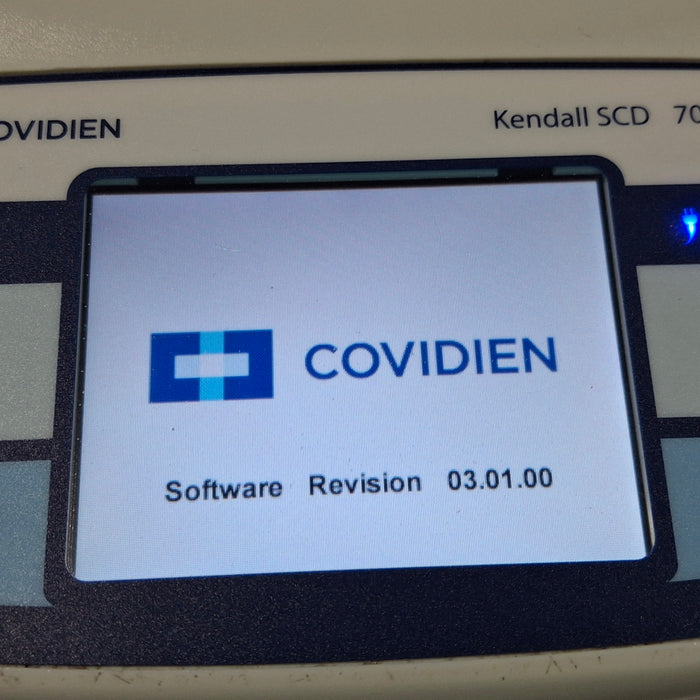 OVIDIEN
Kendall SCD 70
COVIDIEN
Software Revision 03.01.00